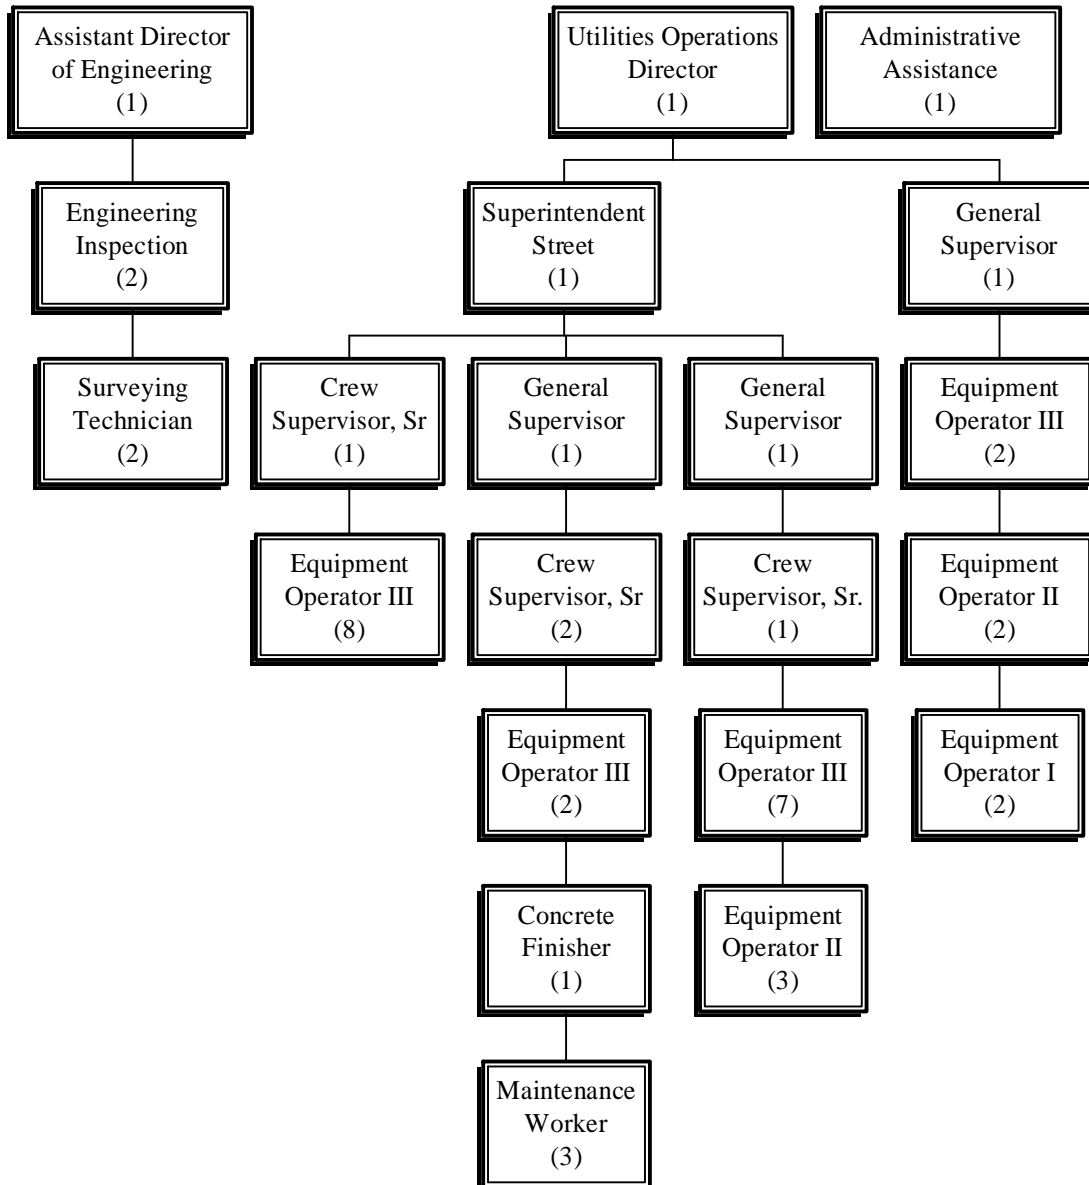 Assistant Director
of Engineering
(1)
Utilities Operations
Director
(1)
Administrative
Assistance
(1)
Engineering
Inspection
(2)
Superintendent
Street
(1)
General
Supervisor
(1)
Surveying
Technician
(2)
Crew
Supervisor, Sr
(1)
General
Supervisor
(1)
General
Supervisor
(1)
Equipment
Operator III
(2)
Equipment
Operator III
(8)
Crew
Supervisor, Sr
(2)
Crew
Supervisor, Sr.
(1)
Equipment
Operator II
(2)
Equipment
Operator III
(2)
Equipment
Operator III
(7)
Equipment
Operator I
(2)
Concrete
Finisher
(1)
Equipment
Operator II
(3)
Maintenance
Worker
(3)